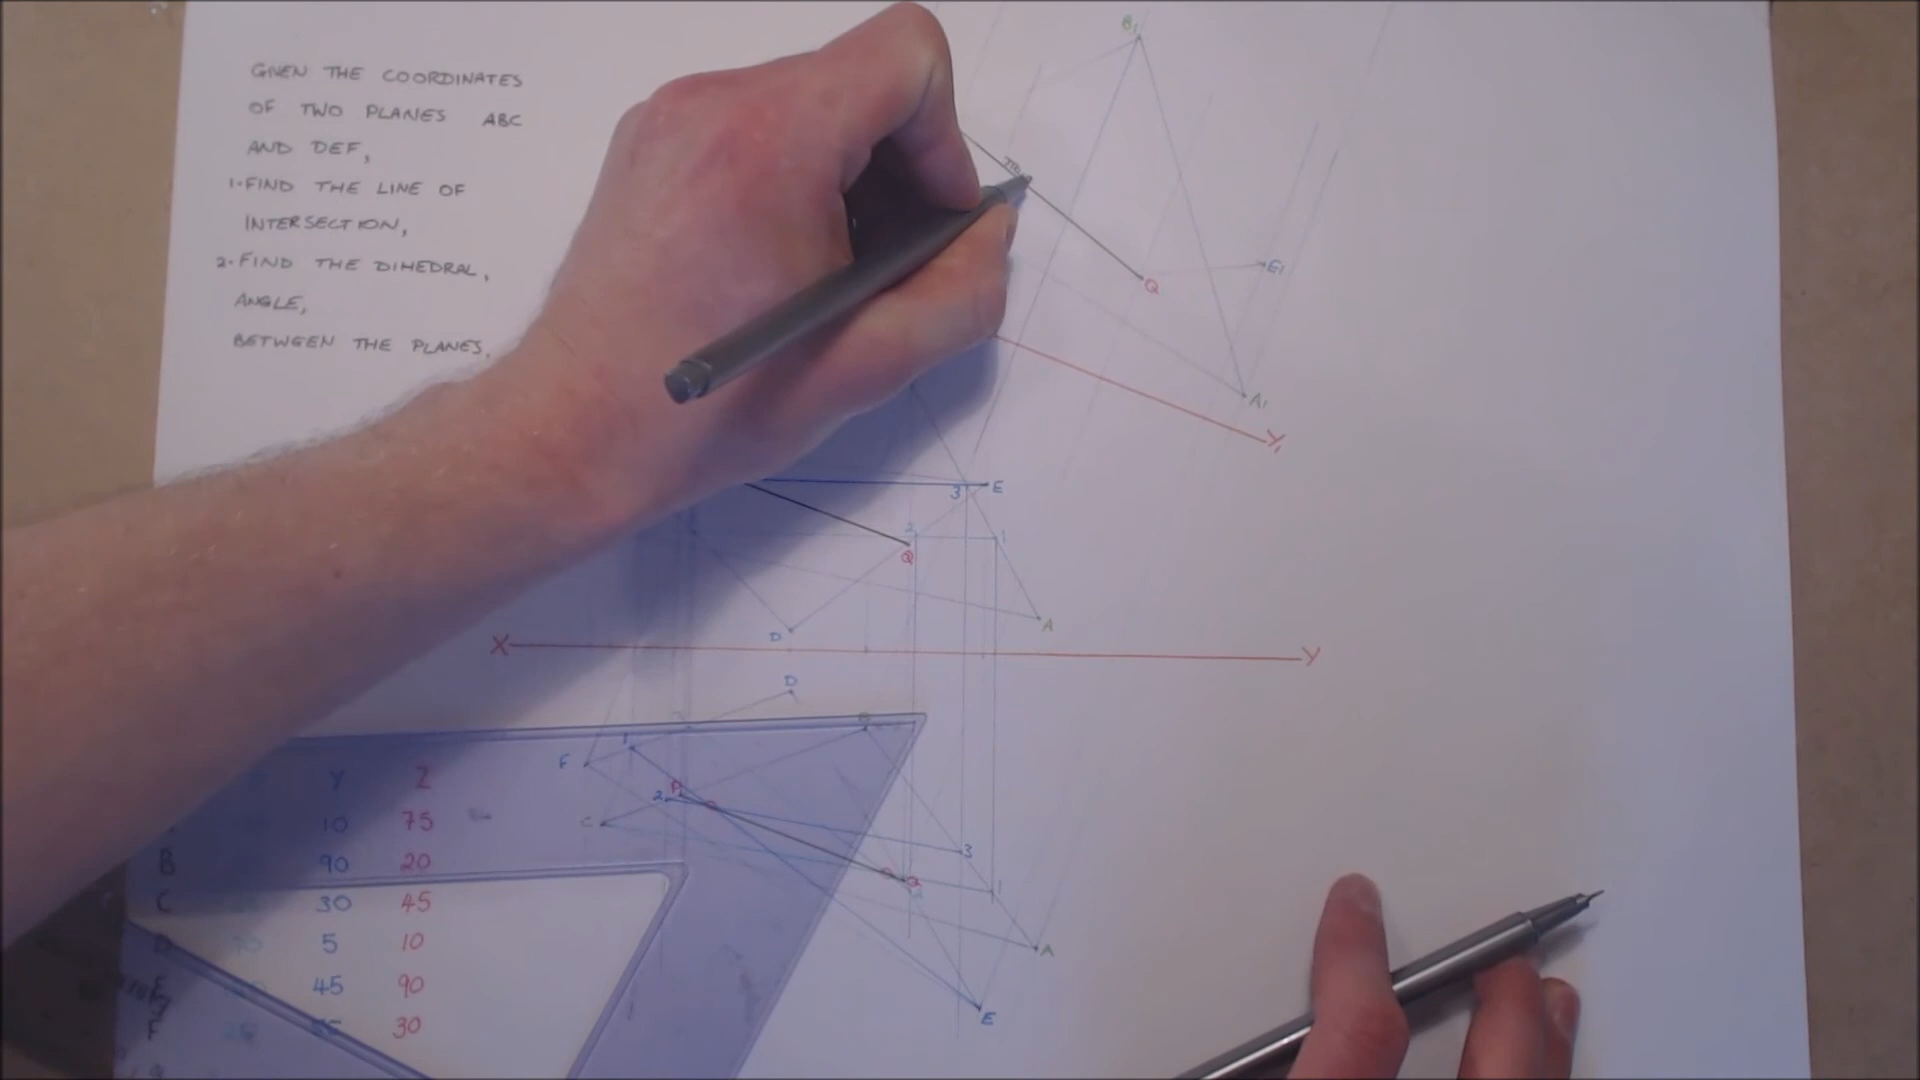 GIVEN THE COORDINATES
OF TWO PLANES ABC
AND DEF,
1. FIND THE LINE OF
INTERSECTION,
2. FIND THE DIHEDRAL,
ANGLE,
BETWEEN THE PLANES.
B1
E1
Q
A1
Y1
3 E
2 1
Q
A
D
X Y
D
F 1
P
2
C
3
Q
1
A
E
Y Z
10 75
B 90 20
C 30 45
D 70 5 10
E 45 90
F 30